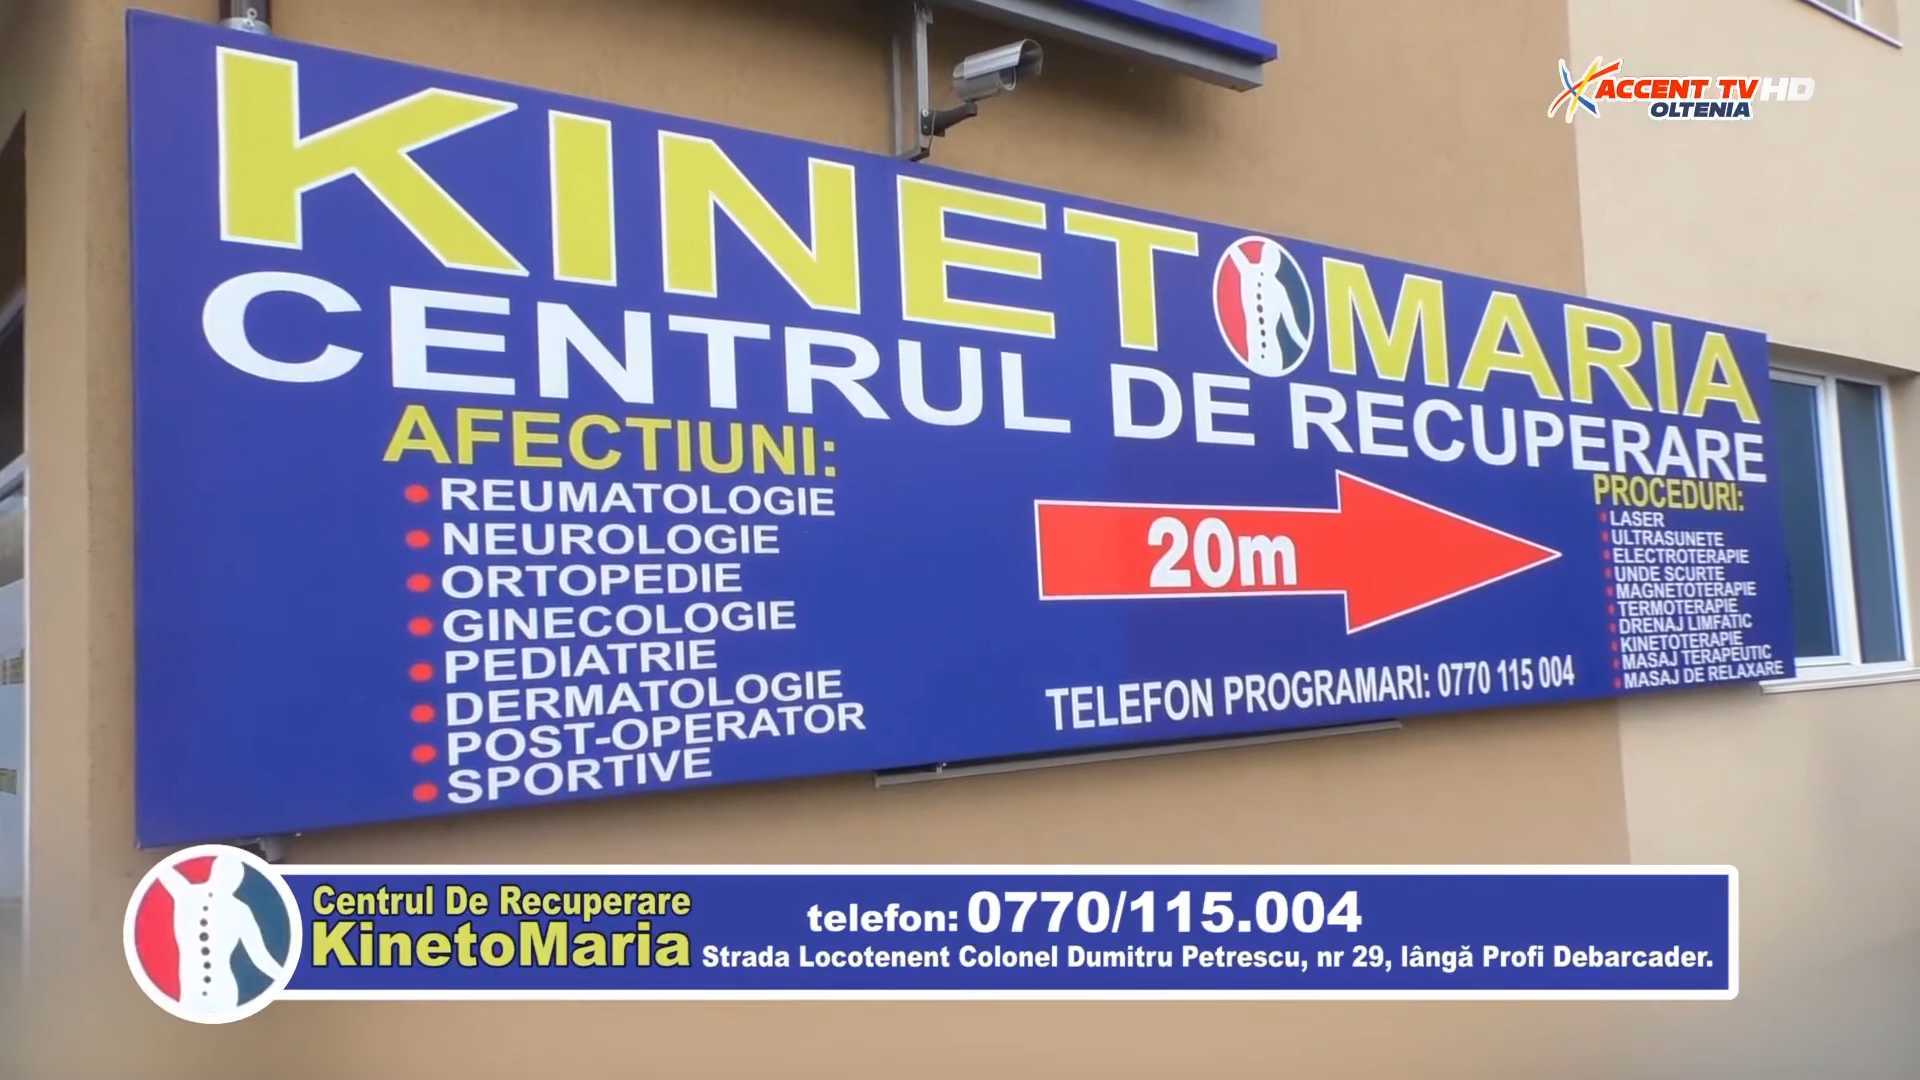 ACCENT TV HD
OLTENIA
KINETOMARIA
CENTRUL DE RECUPERARE
AFECTIUNI:
REUMATOLOGIE
NEUROLOGIE
ORTOPEDIE
GINECOLOGIE
PEDIATRIE
DERMATOLOGIE
POST-OPERATOR
SPORTIVE
20m
TELEFON PROGRAMARI: 0770 115 004
PROCEDURI:
LASER
ULTRASUNETE
ELECTROTERAPIE
UNDE SCURTE
MAGNETOTERAPIE
TERMOTERAPIE
DRENAJ LIMFATIC
KINETOTERAPIE
MASAJ TERAPEUTIC
MASAJ DE RELAXARE
Centrul De Recuperare
KinetoMaria
telefon: 0770/115.004
Strada Locotenent Colonel Dumitru Petrescu, nr 29, lângă Profi Debarcader.